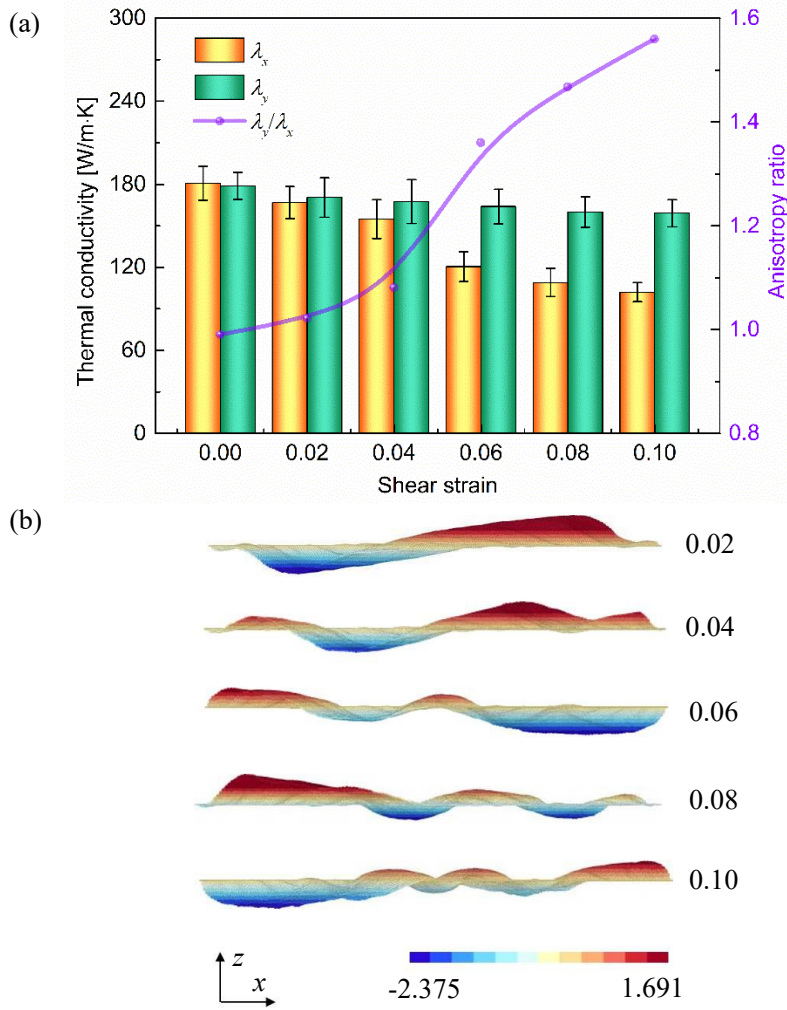 (a)
300
240
180
120
60
0
Thermal conductivity [W/m·K]
λx
λy
λy/λx
1.6
1.4
1.2
1.0
0.8
Anisotropy ratio
0.00 0.02 0.04 0.06 0.08 0.10
Shear strain
(b)
0.02
0.04
0.06
0.08
0.10
z
x
-2.375 1.691